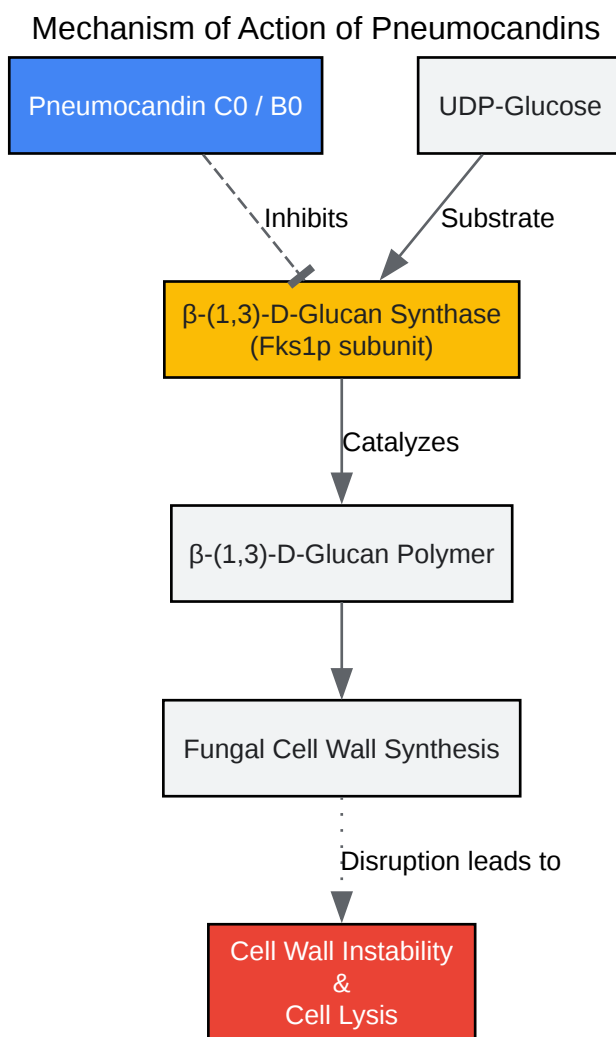 Mechanism of Action of Pneumocandins
Pneumocandin C0 / B0
UDP-Glucose
Inhibits
Substrate
β-(1,3)-D-Glucan Synthase
(Fks1p subunit)
Catalyzes
β-(1,3)-D-Glucan Polymer
Fungal Cell Wall Synthesis
Disruption leads to
Cell Wall Instability
&
Cell Lysis